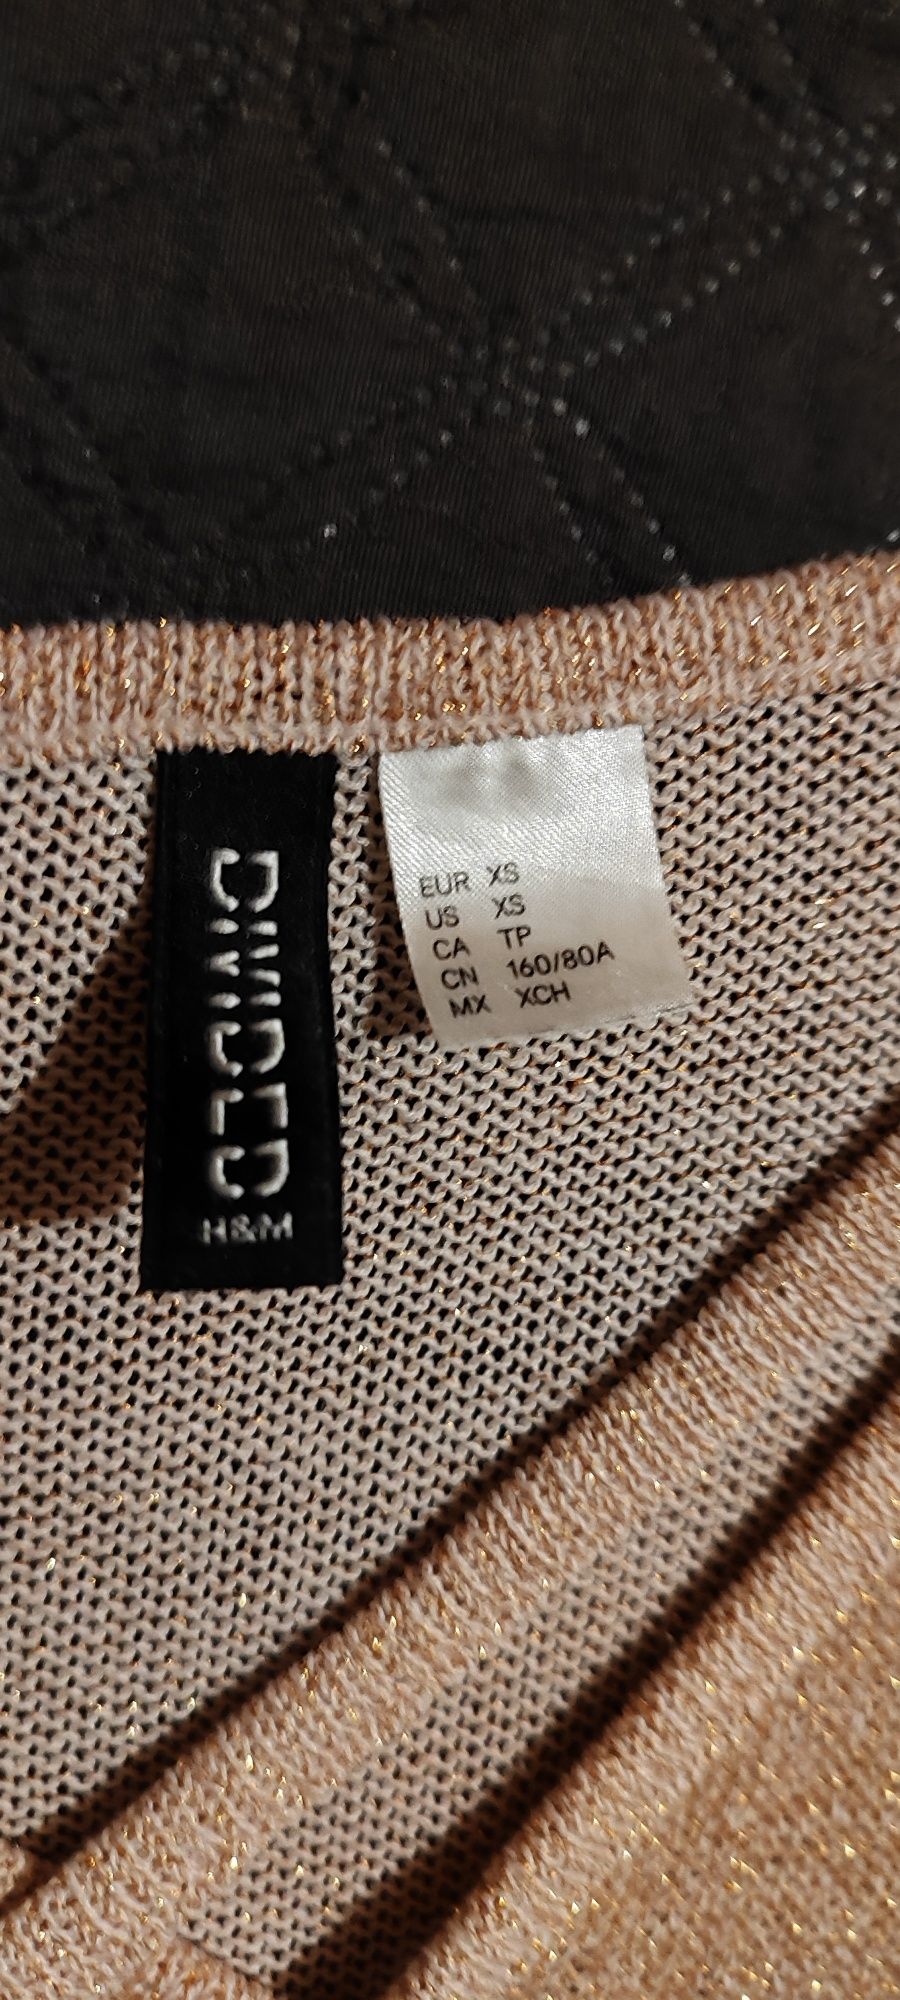 DIVIDED
H&M
EUR XS
US XS
CA TP
CN 160/80A
MX XCH